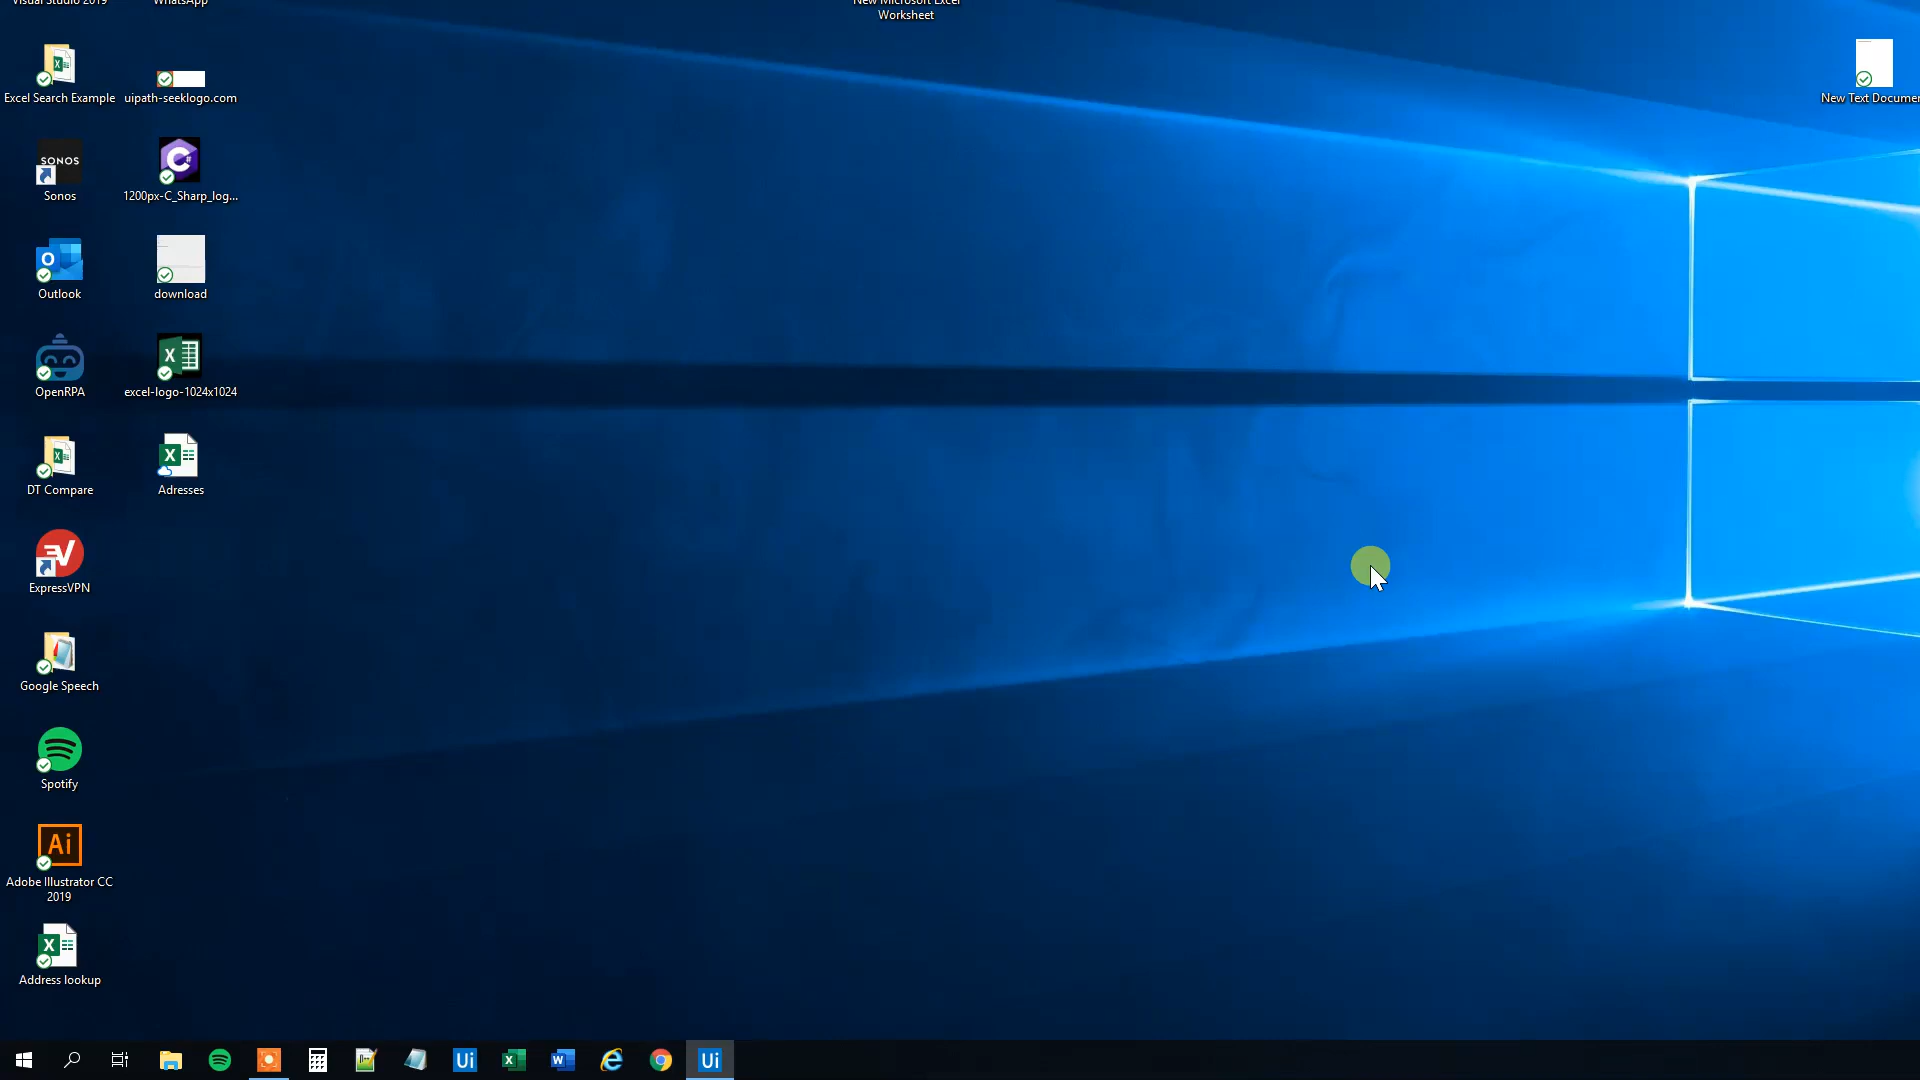 Visual Studio 2019
WhatsApp
New Microsoft Excel
Worksheet
Excel Search Example
uipath-seeklogo.com
New Text Documen
SONOS
Sonos
1200px-C_Sharp_log...
Outlook
download
OpenRPA
excel-logo-1024x1024
DT Compare
Adresses
ExpressVPN
Google Speech
Spotify
Ai
Adobe Illustrator CC
2019
Address lookup
Ui
Ui